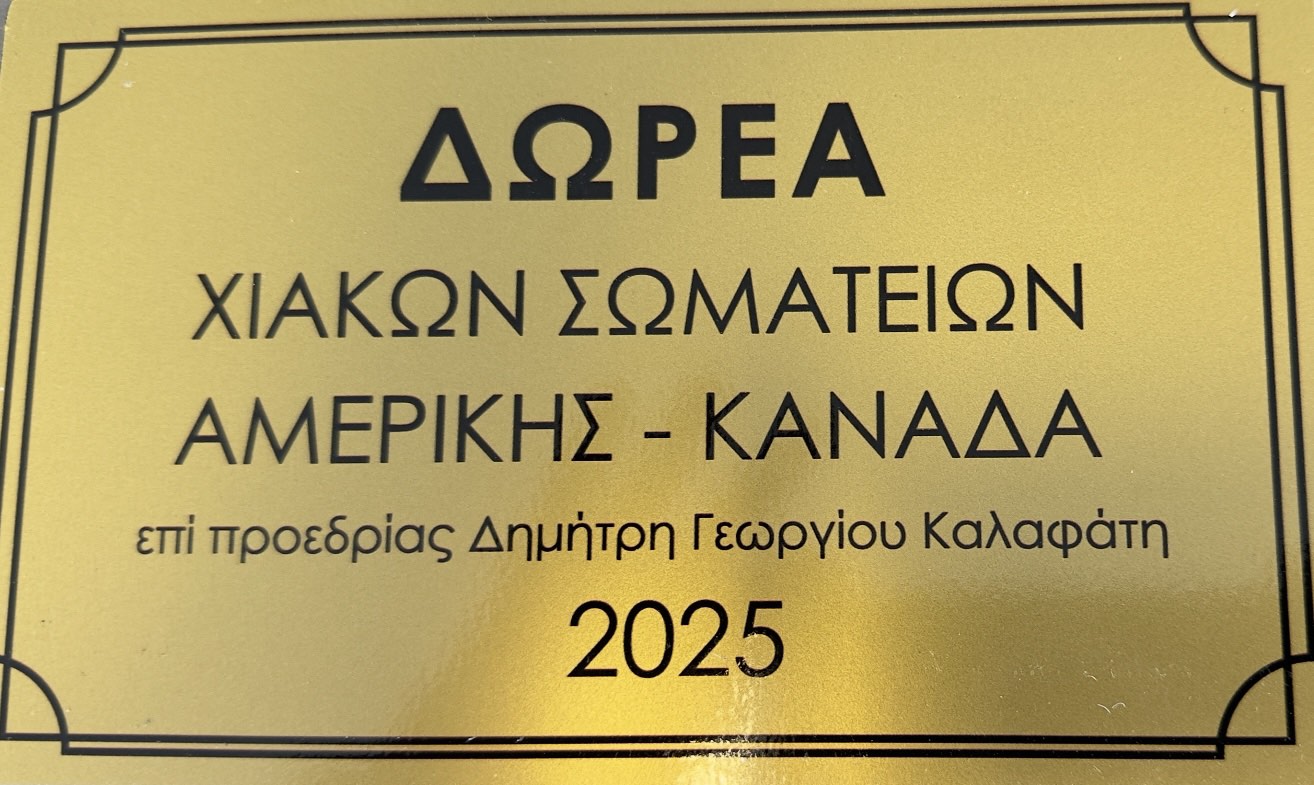 ΔΩΡΕΑ
ΧΙΑΚΩΝ ΣΩΜΑΤΕΙΩΝ
ΑΜΕΡΙΚΗΣ - ΚΑΝΑΔΑ
επί προεδρίας Δημήτρη Γεωργίου Καλαφάτη
2025